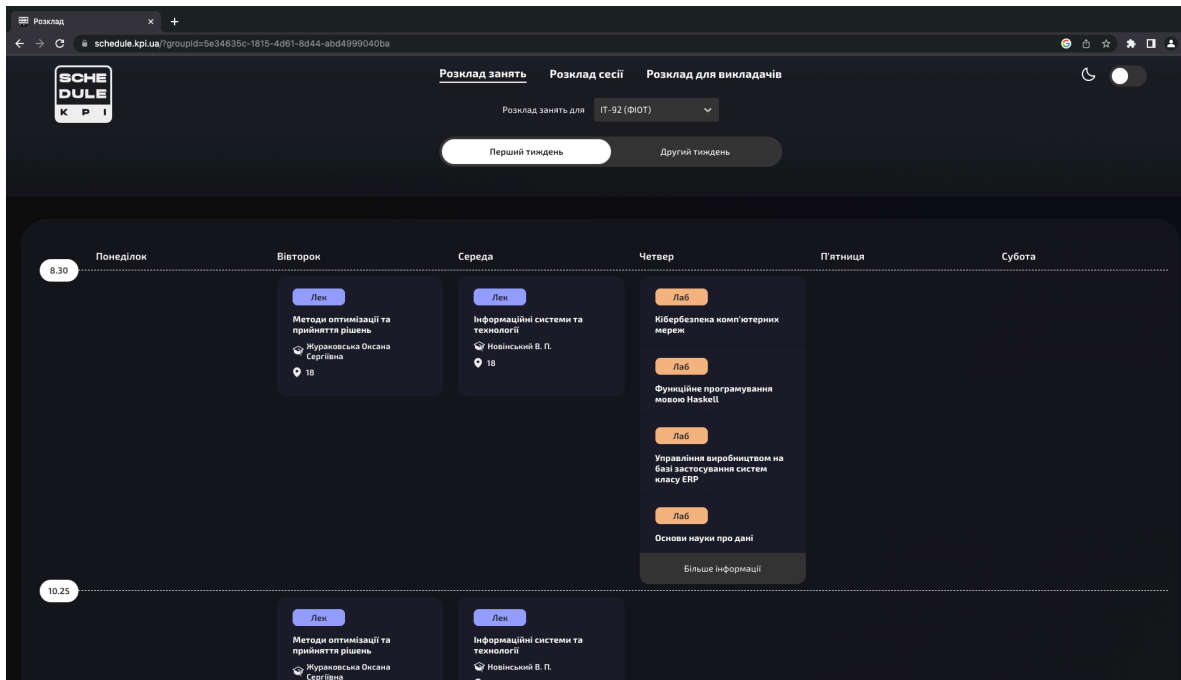 Розклад
schedule.kpi.ua/?groupId=5e34635c-1815-4d61-8d44-abd4999040ba
SCHE
DULE
K P I
Розклад занять
Розклад сесії
Розклад для викладачів
Розклад занять для
ІТ-92 (ФІОТ)
Перший тиждень
Другий тиждень
Понеділок
Вівторок
Середа
Четвер
П'ятниця
Субота
8.30
Лек
Методи оптимізації та
прийняття рішень
Жураковська Оксана
Сергіївна
18
Лек
Інформаційні системи та
технології
Новінський В. П.
18
Лаб
Кібербезпека комп'ютерних
мереж
Лаб
Функційне програмування
мовою Haskell
Лаб
Управління виробництвом на
базі застосування систем
класу ERP
Лаб
Основи науки про дані
Більше інформації
10.25
Лек
Методи оптимізації та
прийняття рішень
Жураковська Оксана
Сергіївна
Лек
Інформаційні системи та
технології
Новінський В. П.